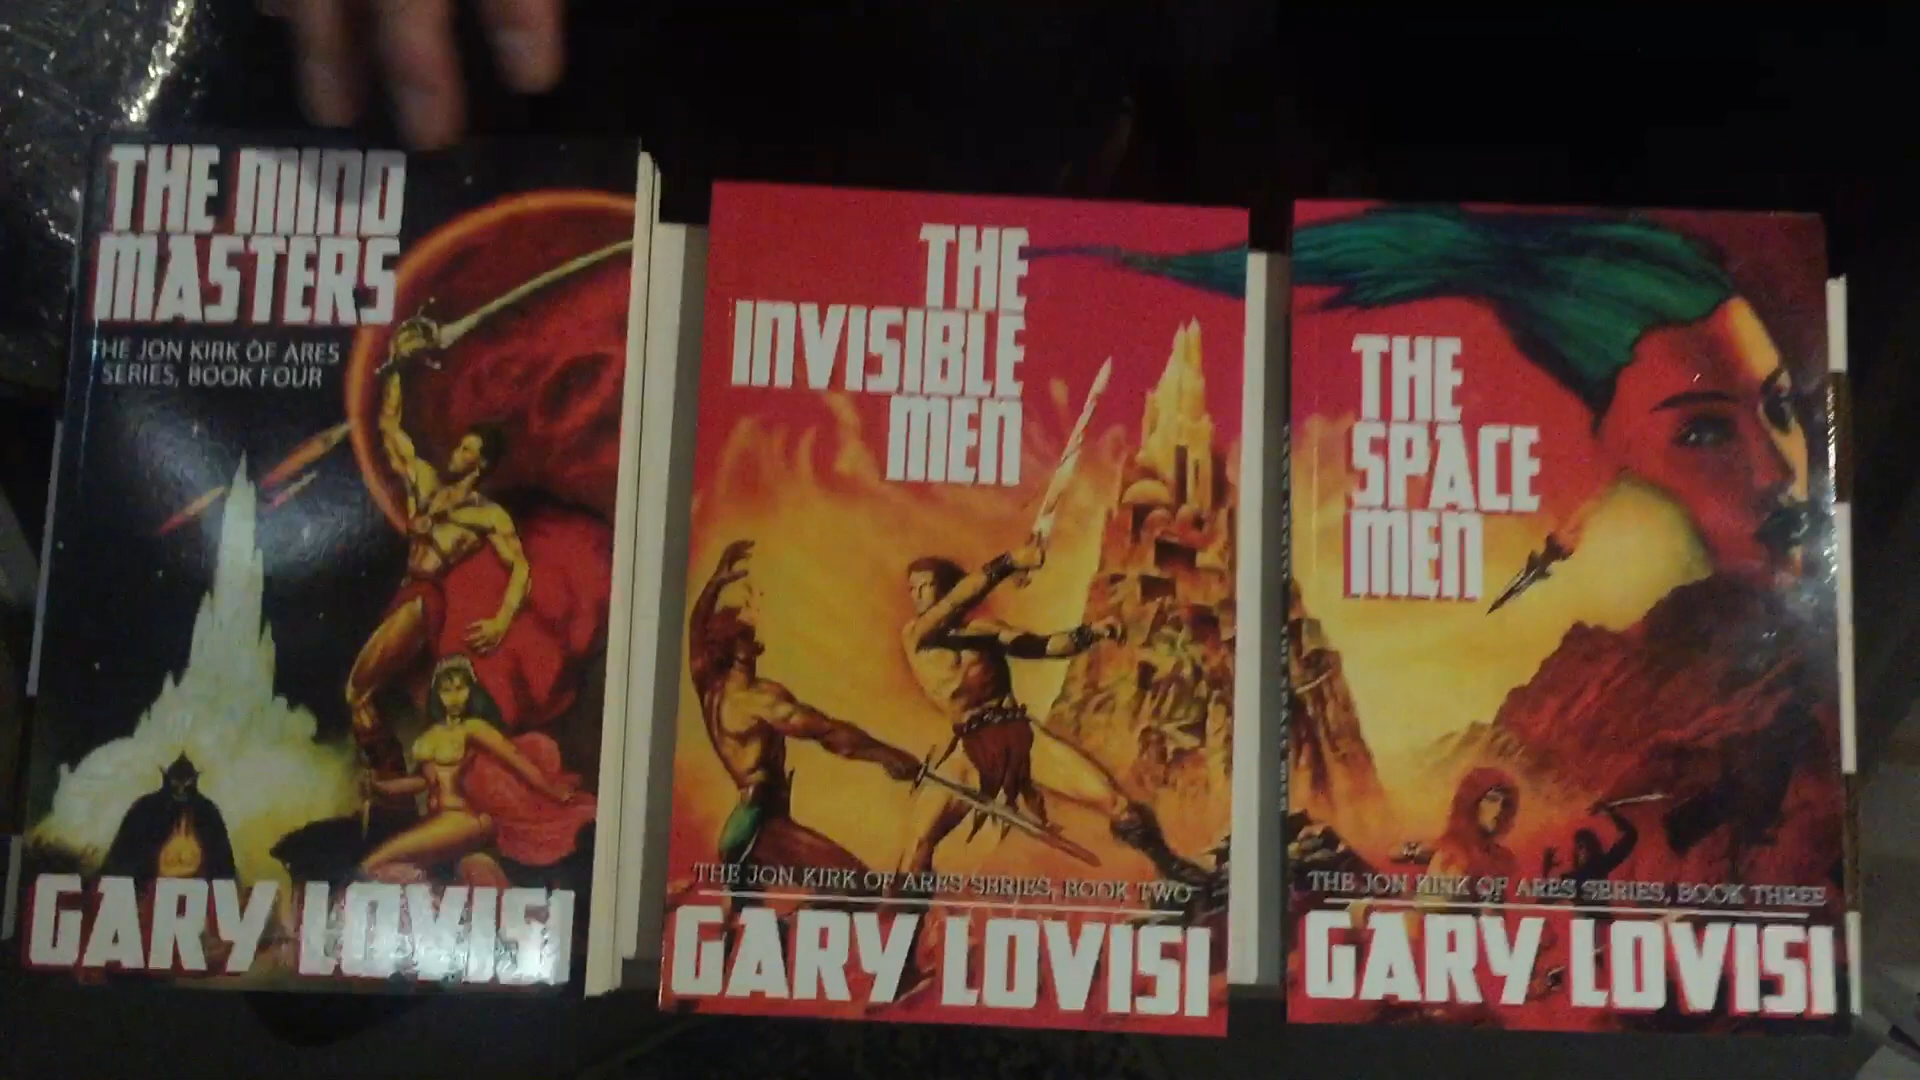 THE MIND
MASTERS
THE JON KIRK OF ARES
SERIES, BOOK FOUR
GARY LOVISI
THE
INVISIBLE
MEN
THE JON KIRK OF ARES SERIES, BOOK TWO
GARY LOVISI
THE
SPACE
MEN
THE JON KIRK OF ARES SERIES, BOOK THREE
GARY LOVISI